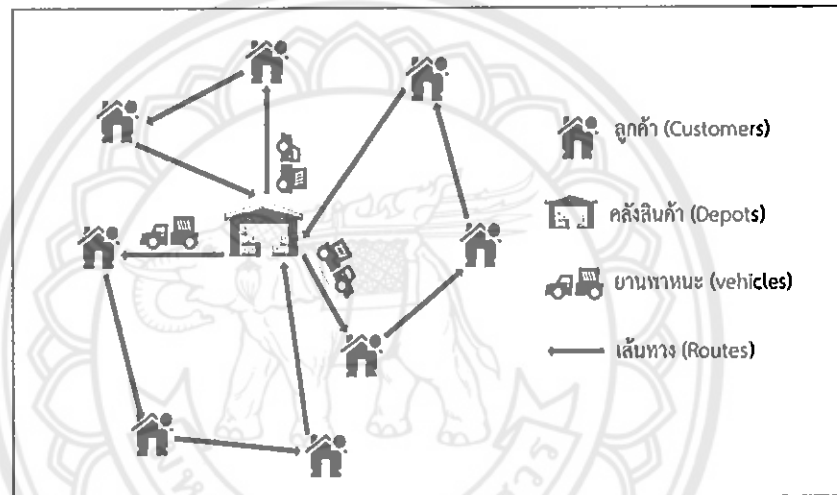 ลูกค้า (Customers)
คลังสินค้า (Depots)
ยานพาหนะ (vehicles)
เส้นทาง (Routes)